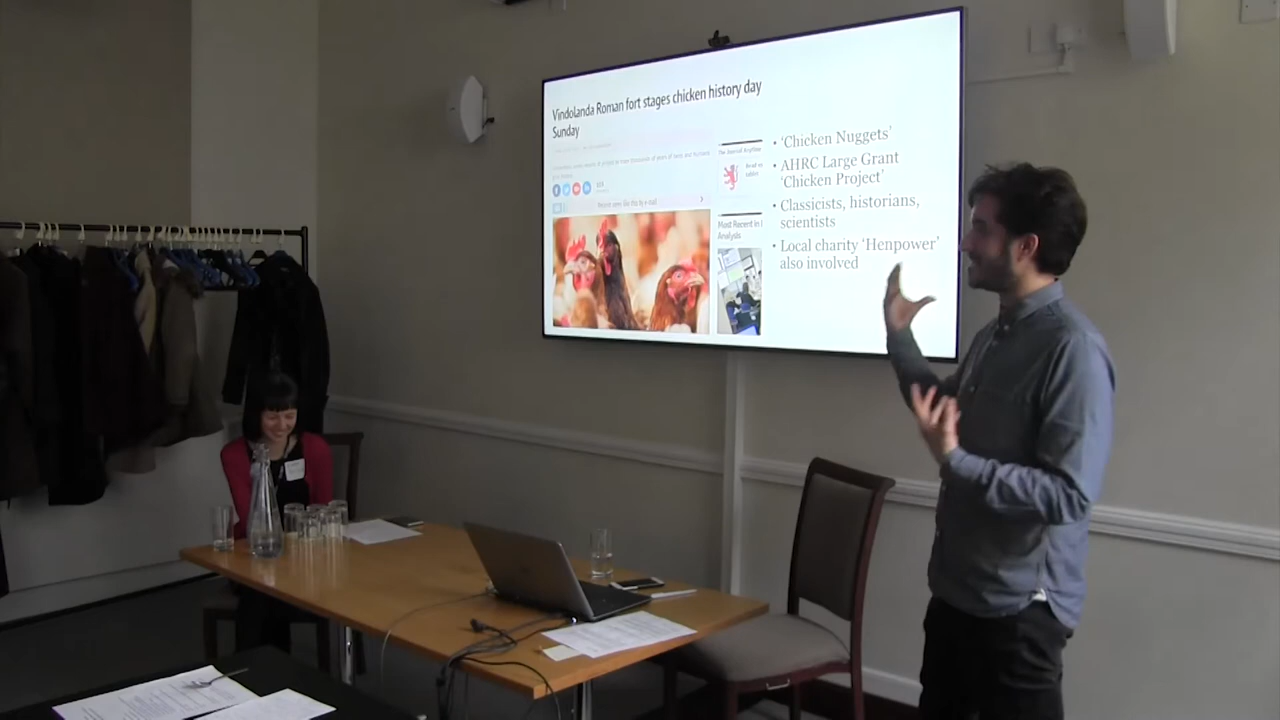 Vindolanda Roman fort stages chicken history day
Sunday
Most Recent in
Analysis
• ‘Chicken Nuggets’
• AHRC Large Grant
‘Chicken Project’
• Classicists, historians,
scientists
• Local charity ‘Henpower’
also involved